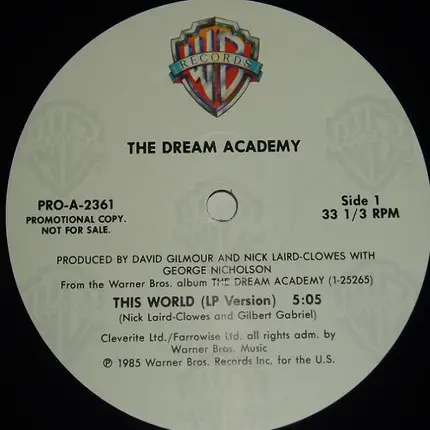 WB
RECORDS
THE DREAM ACADEMY
PRO-A-2361
PROMOTIONAL COPY.
NOT FOR SALE.
Side 1
33 1/3 RPM
PRODUCED BY DAVID GILMOUR AND NICK LAIRD-CLOWES WITH
GEORGE NICHOLSON
From the Warner Bros. album THE DREAM ACADEMY (1-25265)
THIS WORLD (LP Version) 5:05
(Nick Laird-Clowes and Gilbert Gabriel)
Cleverite Ltd./Farrowise Ltd. all rights adm. by
Warner Bros. Music
℗ 1985 Warner Bros. Records Inc. for the U.S.